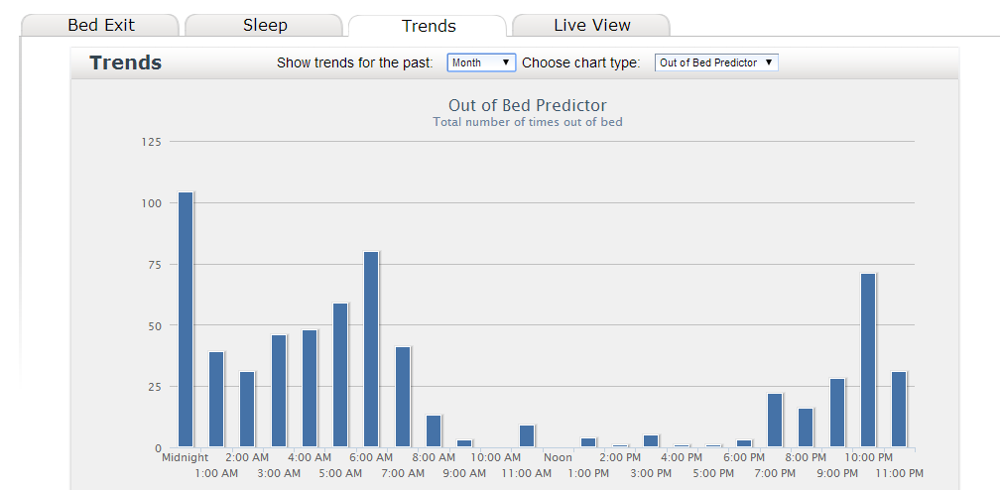 Bed Exit Sleep Trends Live View
Trends Show trends for the past: Month Choose chart type: Out of Bed Predictor
Out of Bed Predictor
Total number of times out of bed
125
100
75
50
25
0
Midnight 2:00 AM 4:00 AM 6:00 AM 8:00 AM 10:00 AM Noon 2:00 PM 4:00 PM 6:00 PM 8:00 PM 10:00 PM
1:00 AM 3:00 AM 5:00 AM 7:00 AM 9:00 AM 11:00 AM 1:00 PM 3:00 PM 5:00 PM 7:00 PM 9:00 PM 11:00 PM